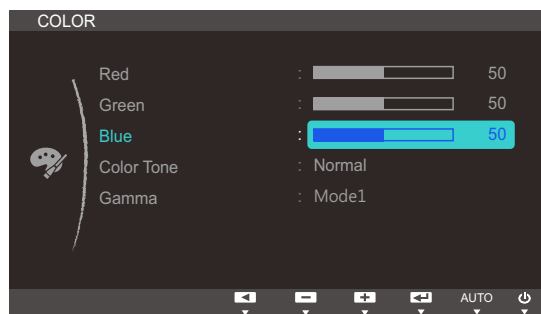 COLOR
Red : 50
Green : 50
Blue : 50
Color Tone : Normal
Gamma : Mode1
AUTO